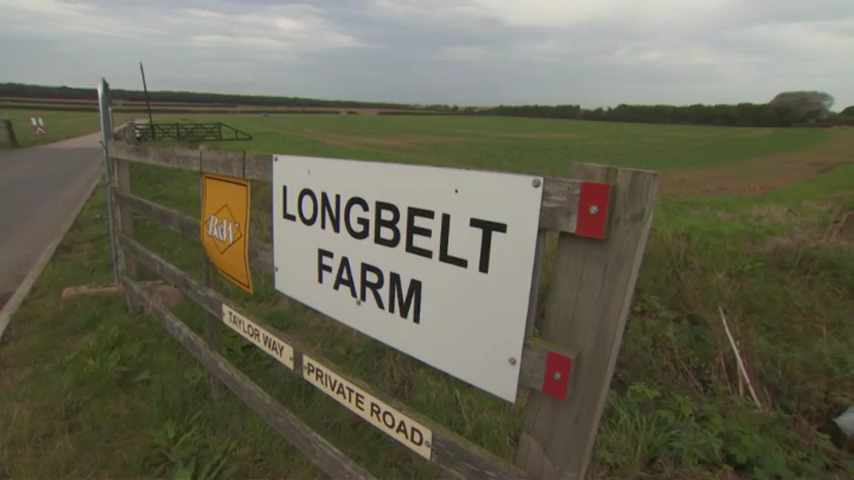 LONGBELT
FARM
B&W
TAYLOR WAY
PRIVATE ROAD